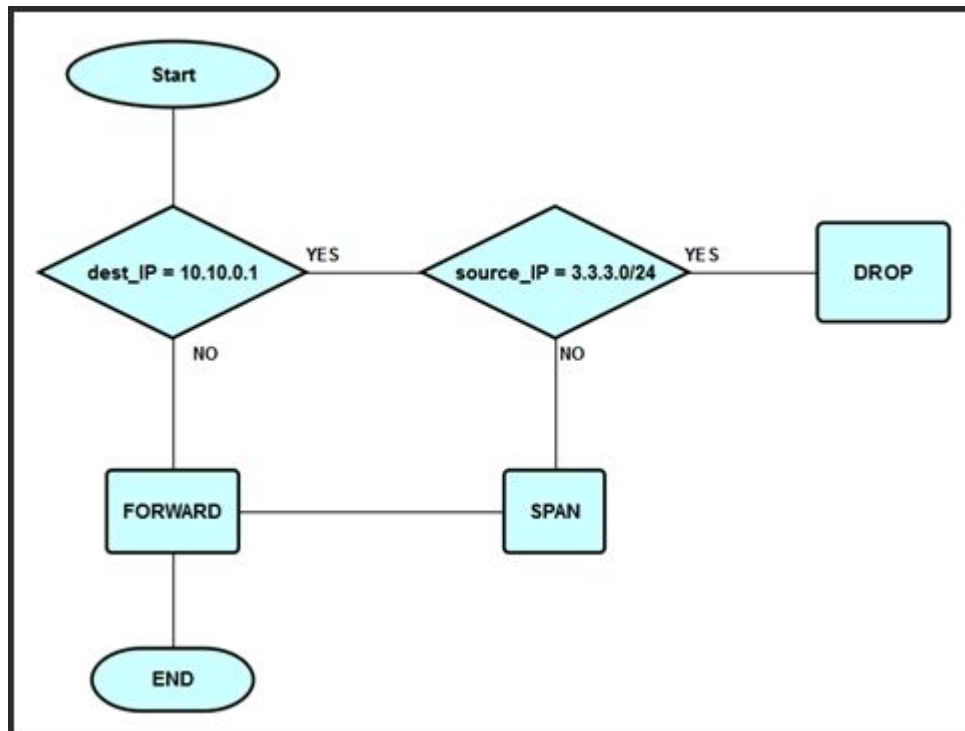 Start
dest_IP = 10.10.0.1
YES
source_IP = 3.3.3.0/24
YES
DROP
NO
NO
FORWARD
SPAN
END